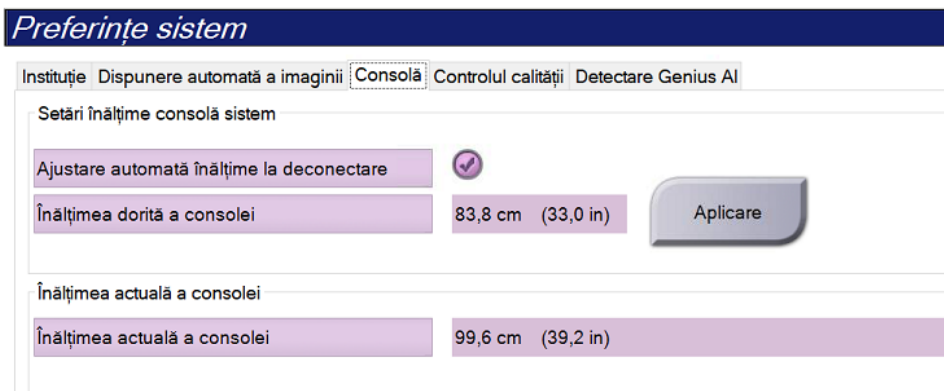 Preferințe sistem
Instituție Dispunere automată a imaginii Consolă Controlul calității Detectare Genius AI
Setări înălțime consolă sistem
Ajustare automată înălțime la deconectare
Înălțimea dorită a consolei 83,8 cm (33,0 in) Aplicare
Înălțimea actuală a consolei
Înălțimea actuală a consolei 99,6 cm (39,2 in)